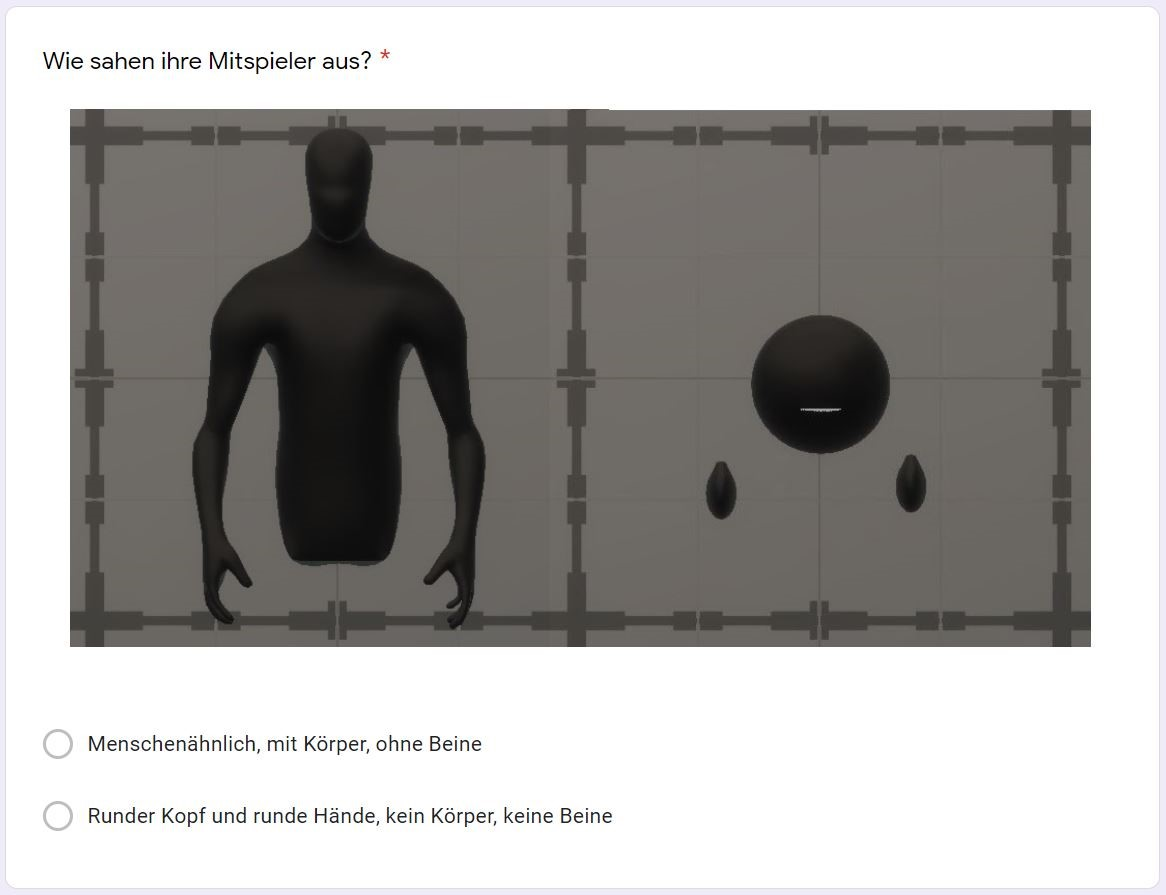 Wie sahen ihre Mitspieler aus? *
Menschenähnlich, mit Körper, ohne Beine
Runder Kopf und runde Hände, kein Körper, keine Beine